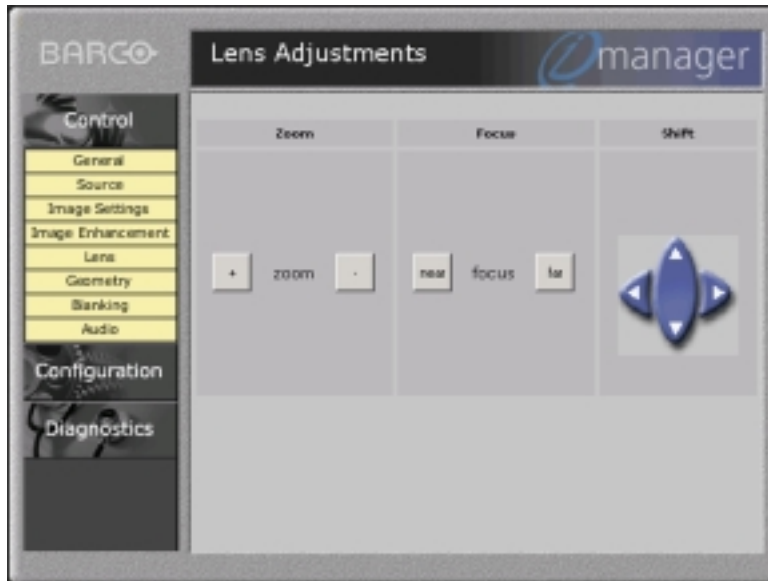 BARCO
Lens Adjustments
imanager
Control
General
Source
Image Settings
Image Enhancement
Lens
Geometry
Blanking
Audio
Configuration
Diagnostics
Zoom
Focus
Shift
+ zoom -
near focus far